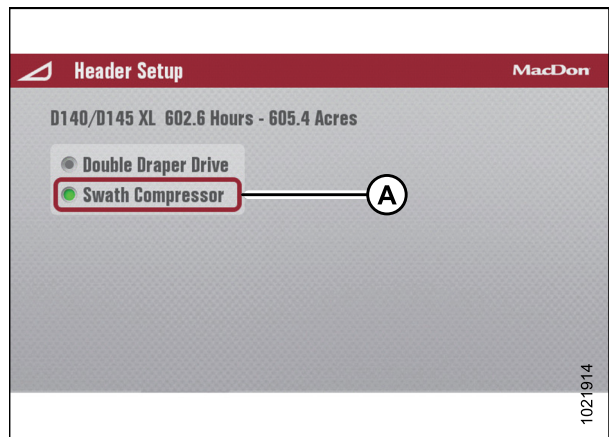 Header Setup
MacDon
D140/D145 XL 602.6 Hours - 605.4 Acres
Double Draper Drive
Swath Compressor
A
1021914